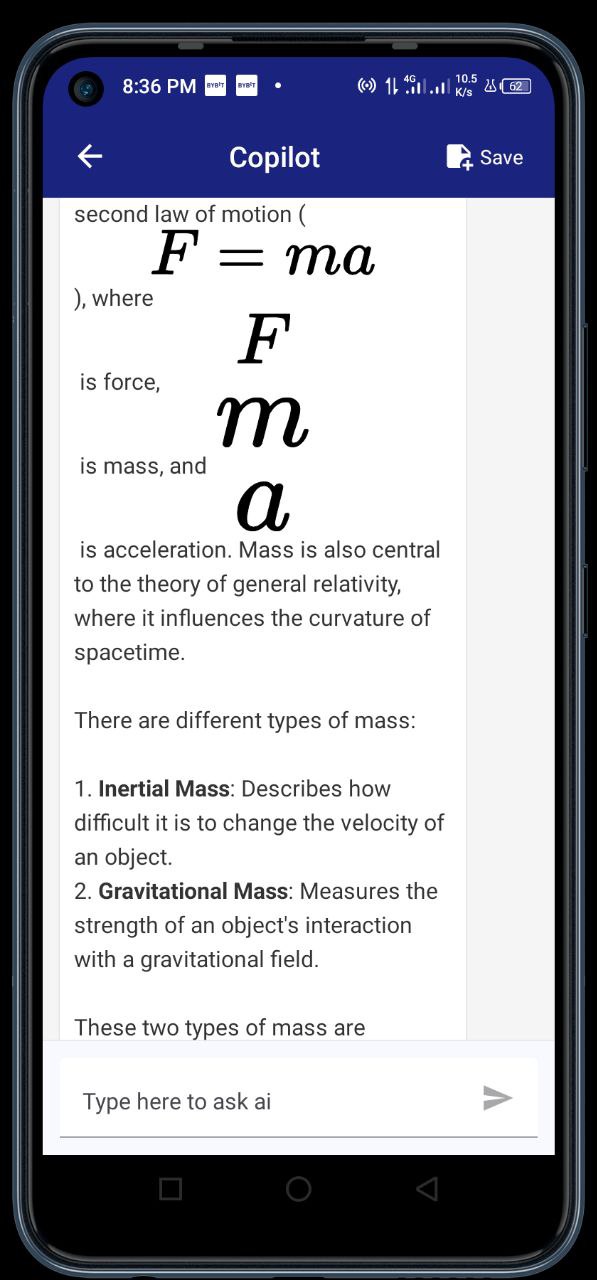 8:36 PM BYBIT BYBIT • 4G 10.5 K/s 62
Copilot
Save
second law of motion (
F = ma
), where
F
is force,
m
is mass, and
a
is acceleration. Mass is also central
to the theory of general relativity,
where it influences the curvature of
spacetime.
There are different types of mass:
1. Inertial Mass: Describes how
difficult it is to change the velocity of
an object.
2. Gravitational Mass: Measures the
strength of an object's interaction
with a gravitational field.
These two types of mass are
Type here to ask ai